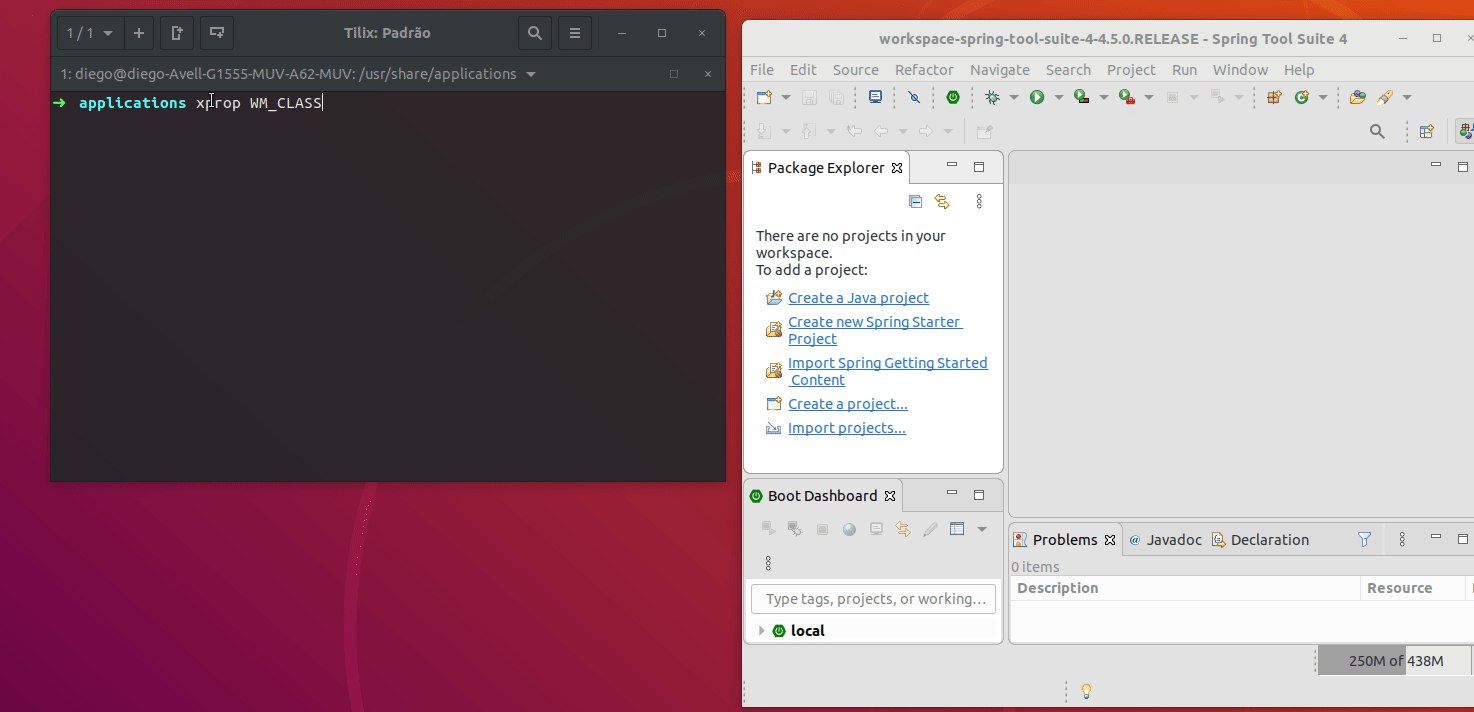 1 / 1
Tilix: Padrão
1: diego@diego-Avell-G1555-MUV-A62-MUV: /usr/share/applications
➜ applications xprop WM_CLASS
workspace-spring-tool-suite-4-4.5.0.RELEASE - Spring Tool Suite 4
File Edit Source Refactor Navigate Search Project Run Window Help
Package Explorer
There are no projects in your
workspace.
To add a project:
Create a Java project
Create new Spring Starter
Project
Import Spring Getting Started
Content
Create a project...
Import projects...
Boot Dashboard
Type tags, projects, or working...
local
Problems @ Javadoc Declaration
0 items
Description Resource
250M of 438M